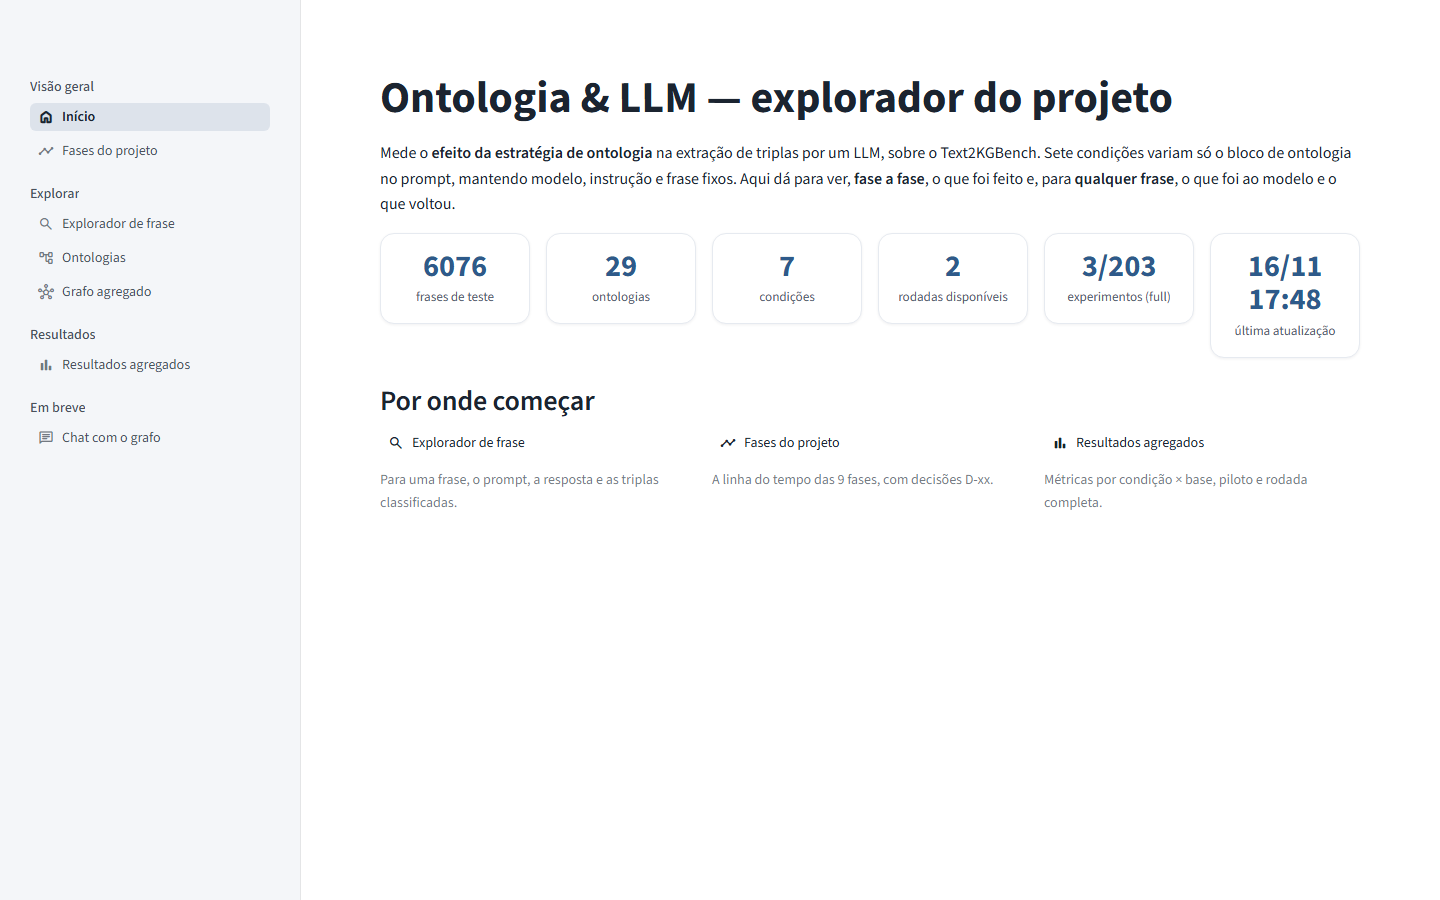 Visão geral
Início
Fases do projeto
Explorar
Explorador de frase
Ontologias
Grafo agregado
Resultados
Resultados agregados
Em breve
Chat com o grafo
Ontologia & LLM — explorador do projeto
Mede o efeito da estratégia de ontologia na extração de triplas por um LLM, sobre o Text2KGBench. Sete condições variam só o bloco de ontologia
no prompt, mantendo modelo, instrução e frase fixos. Aqui dá para ver, fase a fase, o que foi feito e, para qualquer frase, o que foi ao modelo e o
que voltou.
6076
frases de teste
29
ontologias
7
condições
2
rodadas disponíveis
3/203
experimentos (full)
16/11
17:48
última atualização
Por onde começar
Explorador de frase
Para uma frase, o prompt, a resposta e as triplas
classificadas.
Fases do projeto
A linha do tempo das 9 fases, com decisões D-xx.
Resultados agregados
Métricas por condição × base, piloto e rodada
completa.